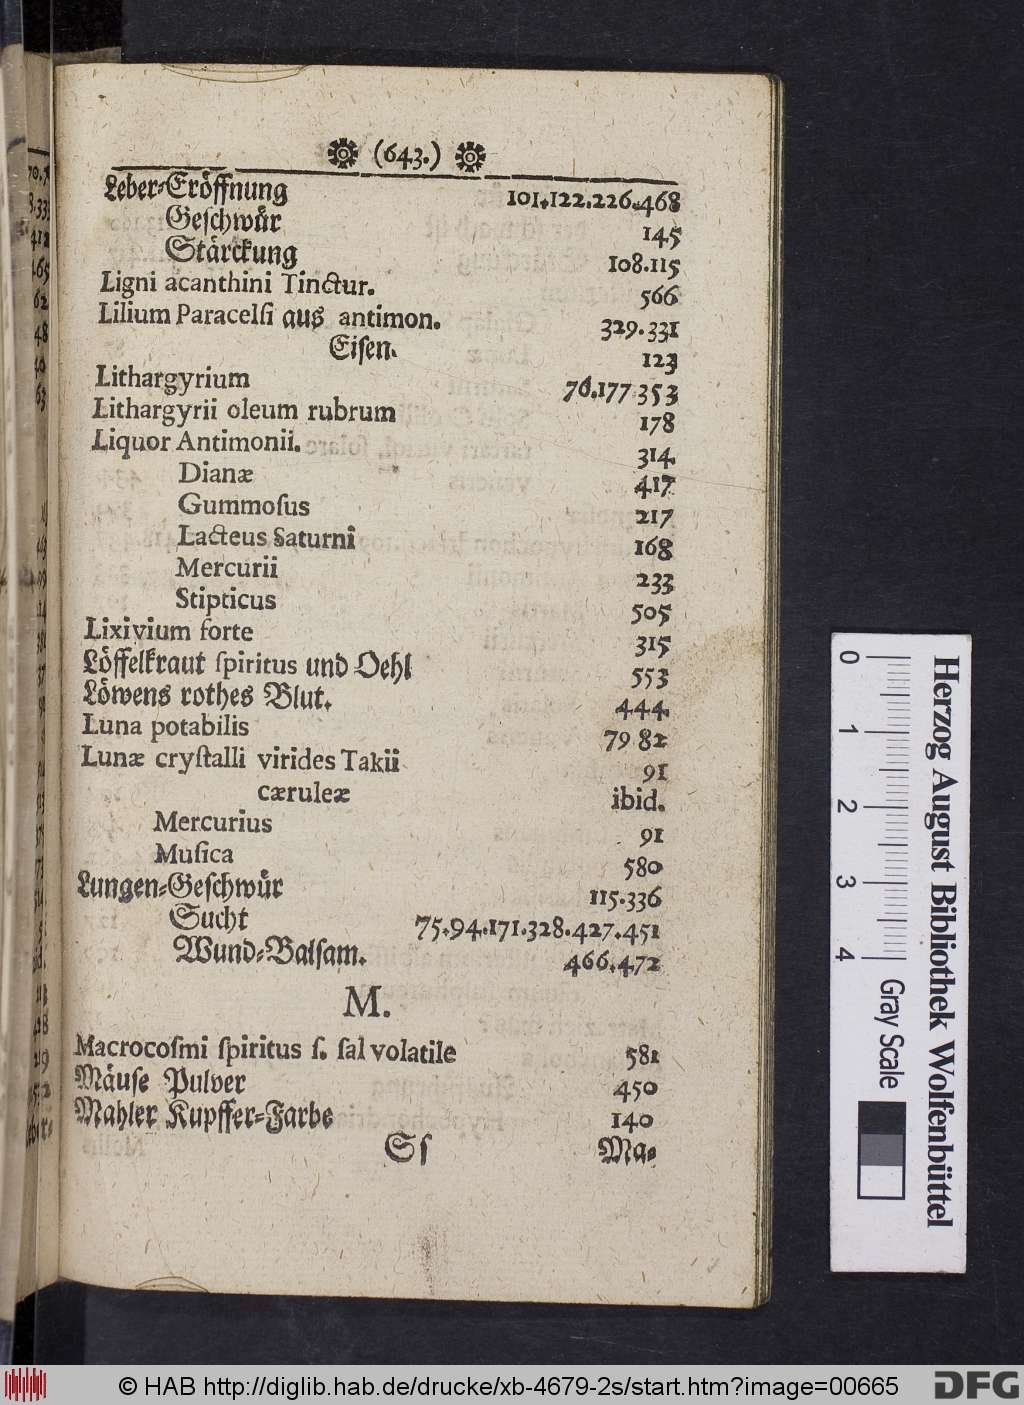 (643.)
Leber-Eröffnung 101.122.226.468
Geschwür 145
Stärckung 108.115
Ligni acanthini Tinctur. 566
Lilium Paracelſi aus antimon. 329.331
Eiſen. 123
Lithargyrium 76.177.353
Lithargyrii oleum rubrum 178
Liquor Antimonii. 314
Dianæ 417
Gummoſus 217
Lacteus Saturni 168
Mercurii 233
Stipticus 505
Lixivium forte 315
Löffelkraut ſpiritus und Oehl 553
Löwens rothes Blut. 444
Luna potabilis 79 82
Lunæ cryſtalli virides Takii 91
cæruleæ ibid.
Mercurius 91
Muſica 580
Lungen-Geſchwür 115.336
Sucht 75.94.171.328.427.451
Wund-Balſam. 466.472
M.
Macrocoſmi ſpiritus ſ. ſal volatile 581
Mäuſe Pulver 450
Mahler Kupffer-Farbe 140
Sſ Ma-
Herzog August Bibliothek Wolfenbüttel
0 1 2 3 4 Gray Scale
© HAB http://diglib.hab.de/drucke/xb-4679-2s/start.htm?image=00665 DFG